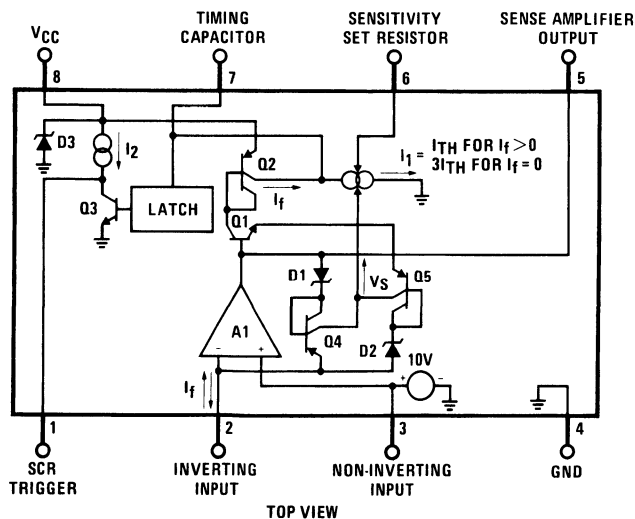 VCC
TIMING
CAPACITOR
SENSITIVITY
SET RESISTOR
SENSE AMPLIFIER
OUTPUT
8
7
6
5
D3
I2
Q3
LATCH
Q2
If
Q1
I1 = ITH FOR If > 0
3ITH FOR If = 0
D1
VS
Q5
A1
Q4
D2
10V
- +
+ -
If
1
2
3
4
SCR
TRIGGER
INVERTING
INPUT
NON-INVERTING
INPUT
GND
TOP VIEW